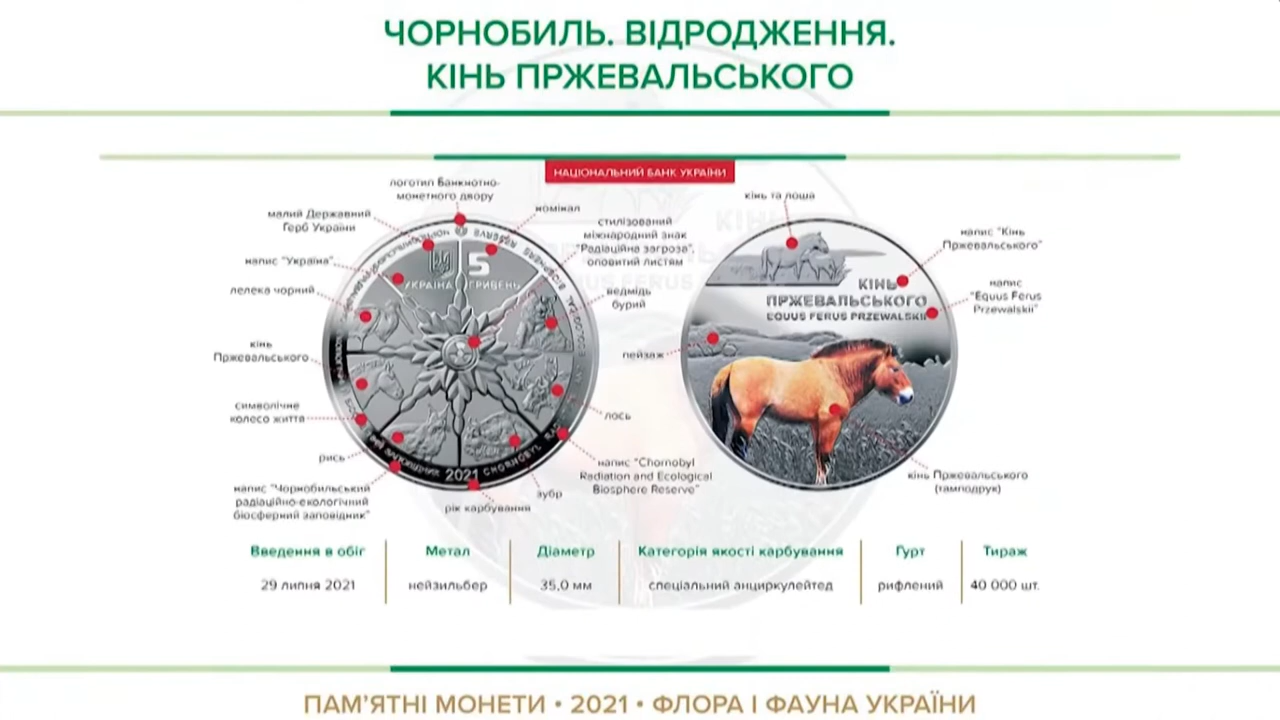 ЧОРНОБИЛЬ. ВІДРОДЖЕННЯ.
КІНЬ ПРЖЕВАЛЬСЬКОГО
НАЦІОНАЛЬНИЙ БАНК УКРАЇНИ
логотип Банкнотно-
монетного двору
малий Державний
Герб України
напис "Україна"
лелека чорний
кінь
Пржевальського
символічне
колесо життя
рись
напис "Чорнобильський
радіаційно-екологічний
біосферний заповідник"
номінал
стилізований
міжнародний знак
"Радіаційна загроза",
оповитий листям
ведмідь
бурий
лось
напис "Chornobyl
Radiation and Ecological
Biosphere Reserve"
зубр
рік карбування
5
УКРАЇНА ГРИВЕНЬ
ЗАПОВІДНИК 2021 CHORNOBYL
BIOSPHERE RESERVE
кінь та лоша
напис "Кінь
Пржевальського"
напис
"Equus Ferus
Przewalskii"
пейзаж
кінь Пржевальського
(тамподрук)
КІНЬ
ПРЖЕВАЛЬСЬКОГО
EQUUS FERUS PRZEWALSKII
Введення в обіг Метал Діаметр Категорія якості карбування Гурт Тираж
29 липня 2021 нейзильбер 35,0 мм спеціальний анциркулейтед рифлений 40 000 шт.
ПАМ'ЯТНІ МОНЕТИ • 2021 • ФЛОРА І ФАУНА УКРАЇНИ